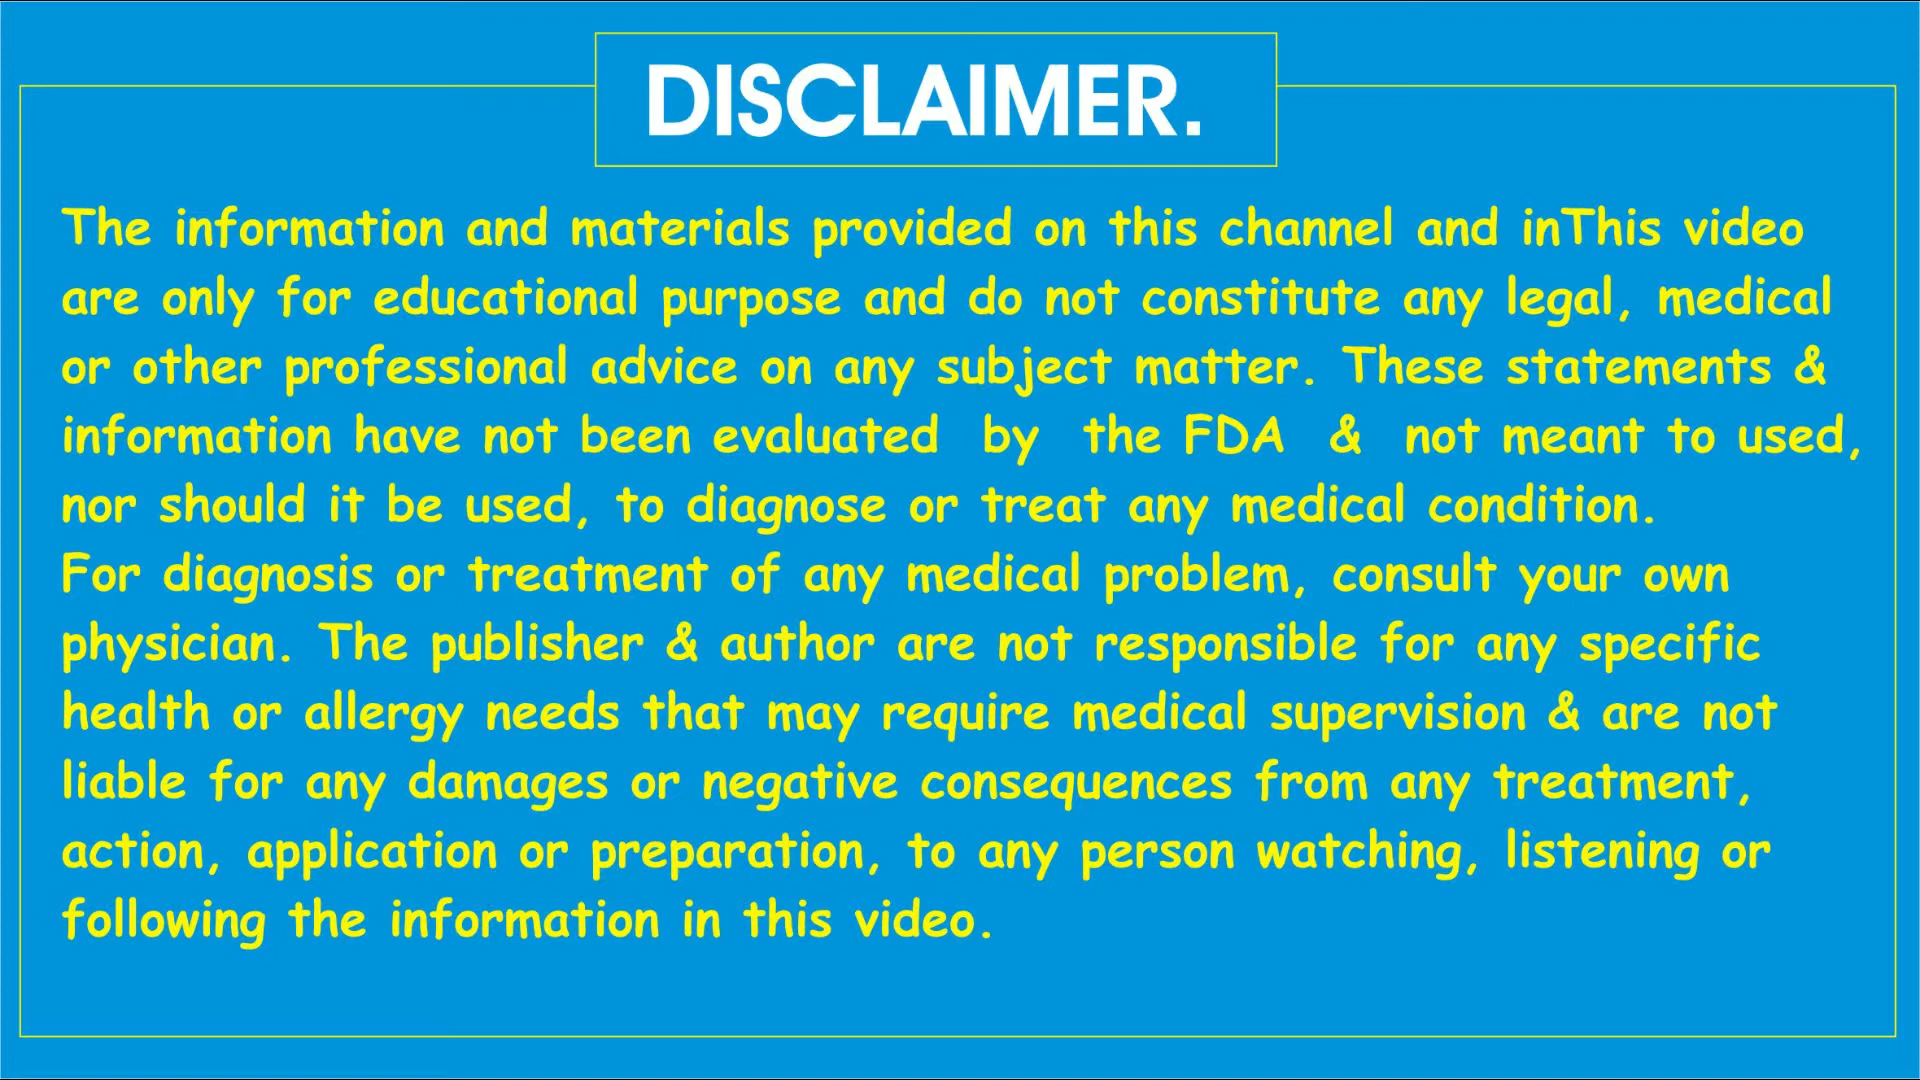 DISCLAIMER.
The information and materials provided on this channel and inThis video
are only for educational purpose and do not constitute any legal, medical
or other professional advice on any subject matter. These statements &
information have not been evaluated by the FDA & not meant to used,
nor should it be used, to diagnose or treat any medical condition.
For diagnosis or treatment of any medical problem, consult your own
physician. The publisher & author are not responsible for any specific
health or allergy needs that may require medical supervision & are not
liable for any damages or negative consequences from any treatment,
action, application or preparation, to any person watching, listening or
following the information in this video.